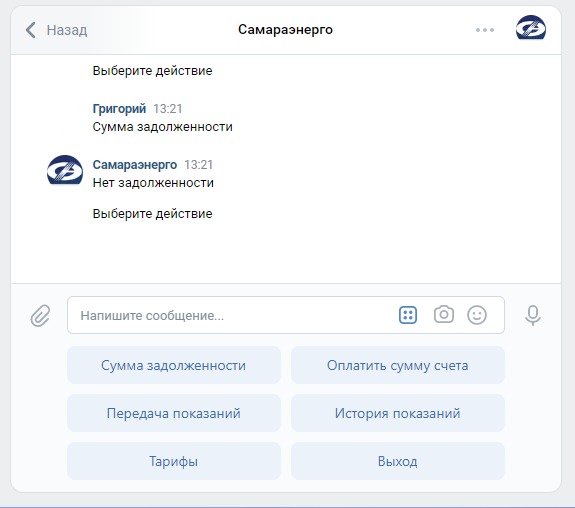 Назад
Самараэнерго
Выберите действие
Григорий 13:21
Сумма задолженности
Самараэнерго 13:21
Нет задолженности
Выберите действие
Напишите сообщение...
Сумма задолженности
Оплатить сумму счета
Передача показаний
История показаний
Тарифы
Выход